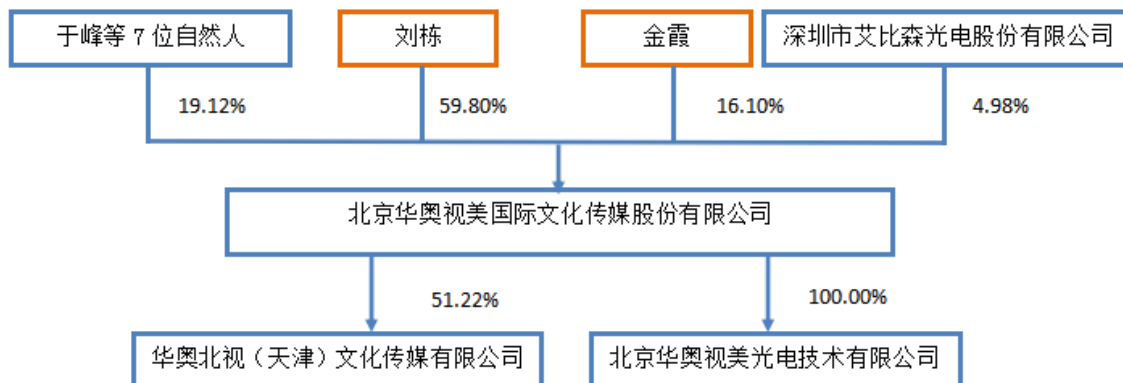 于峰等 7 位自然人
刘栋
金霞
深圳市艾比森光电股份有限公司
19.12%
59.80%
16.10%
4.98%
北京华奥视美国际文化传媒股份有限公司
51.22%
100.00%
华奥北视（天津）文化传媒有限公司
北京华奥视美光电技术有限公司